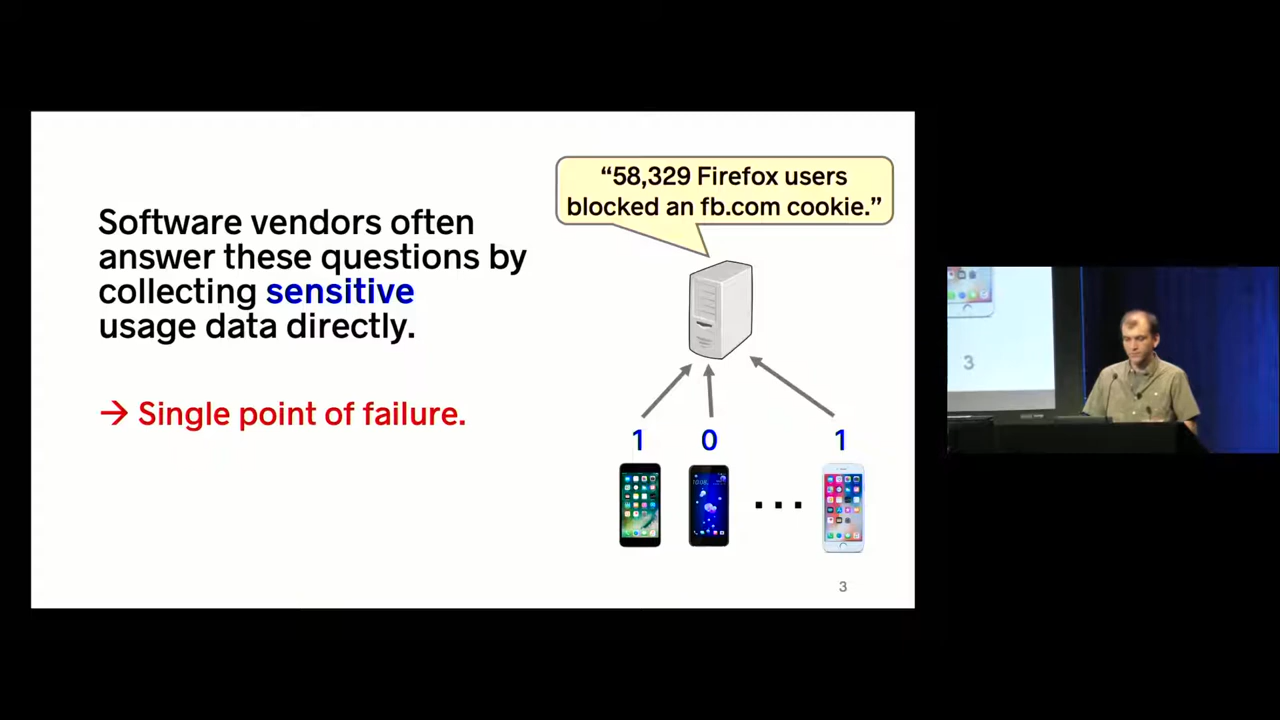 Software vendors often
answer these questions by
collecting sensitive
usage data directly.
→ Single point of failure.
“58,329 Firefox users
blocked an fb.com cookie.”
1 0 1
...
3
3